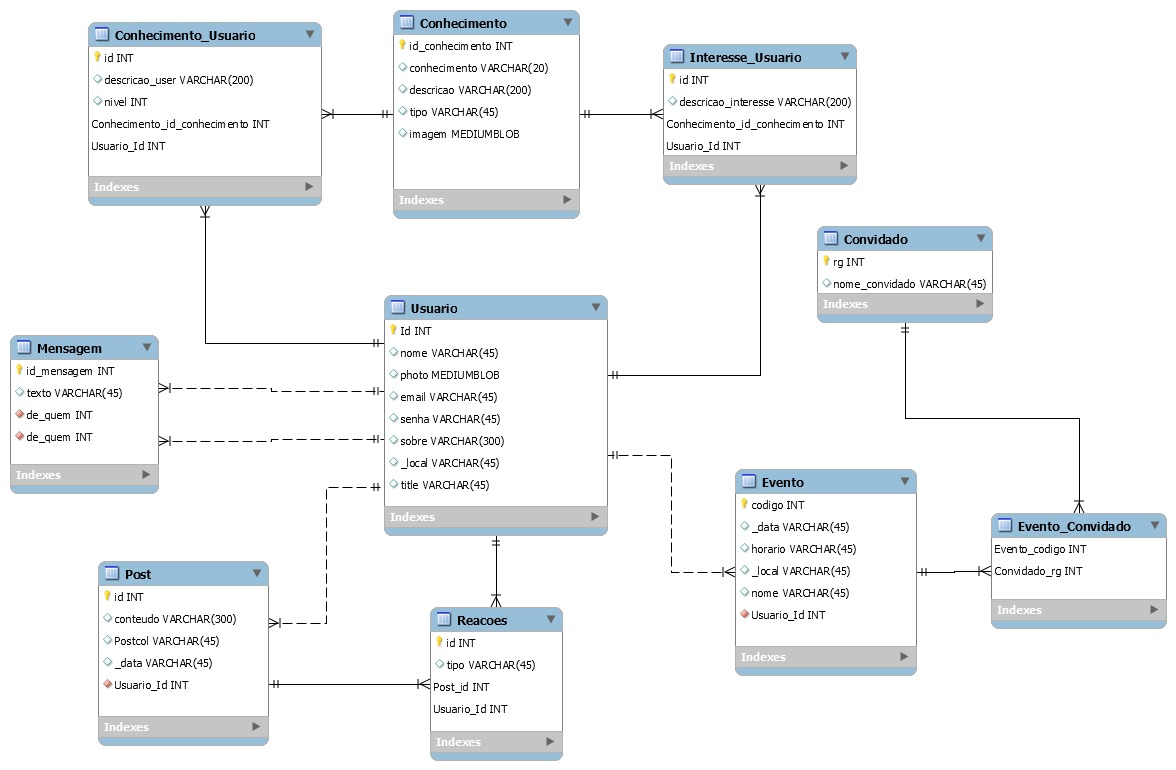 Conhecimento_Usuario
id INT
descricao_user VARCHAR(200)
nivel INT
Conhecimento_id_conhecimento INT
Usuario_Id INT
Indexes
Conhecimento
id_conhecimento INT
conhecimento VARCHAR(20)
descricao VARCHAR(200)
tipo VARCHAR(45)
imagem MEDIUMBLOB
Indexes
Interesse_Usuario
id INT
descricao_interesse VARCHAR(200)
Conhecimento_id_conhecimento INT
Usuario_Id INT
Indexes
Convidado
rg INT
nome_convidado VARCHAR(45)
Indexes
Usuario
Id INT
nome VARCHAR(45)
photo MEDIUMBLOB
email VARCHAR(45)
senha VARCHAR(45)
sobre VARCHAR(300)
_local VARCHAR(45)
title VARCHAR(45)
Indexes
Mensagem
id_mensagem INT
texto VARCHAR(45)
de_quem INT
de_quem INT
Indexes
Evento
codigo INT
_data VARCHAR(45)
horario VARCHAR(45)
_local VARCHAR(45)
nome VARCHAR(45)
Usuario_Id INT
Indexes
Evento_Convidado
Evento_codigo INT
Convidado_rg INT
Indexes
Post
id INT
conteudo VARCHAR(300)
Postcol VARCHAR(45)
_data VARCHAR(45)
Usuario_Id INT
Indexes
Reacoes
id INT
tipo VARCHAR(45)
Post_id INT
Usuario_Id INT
Indexes